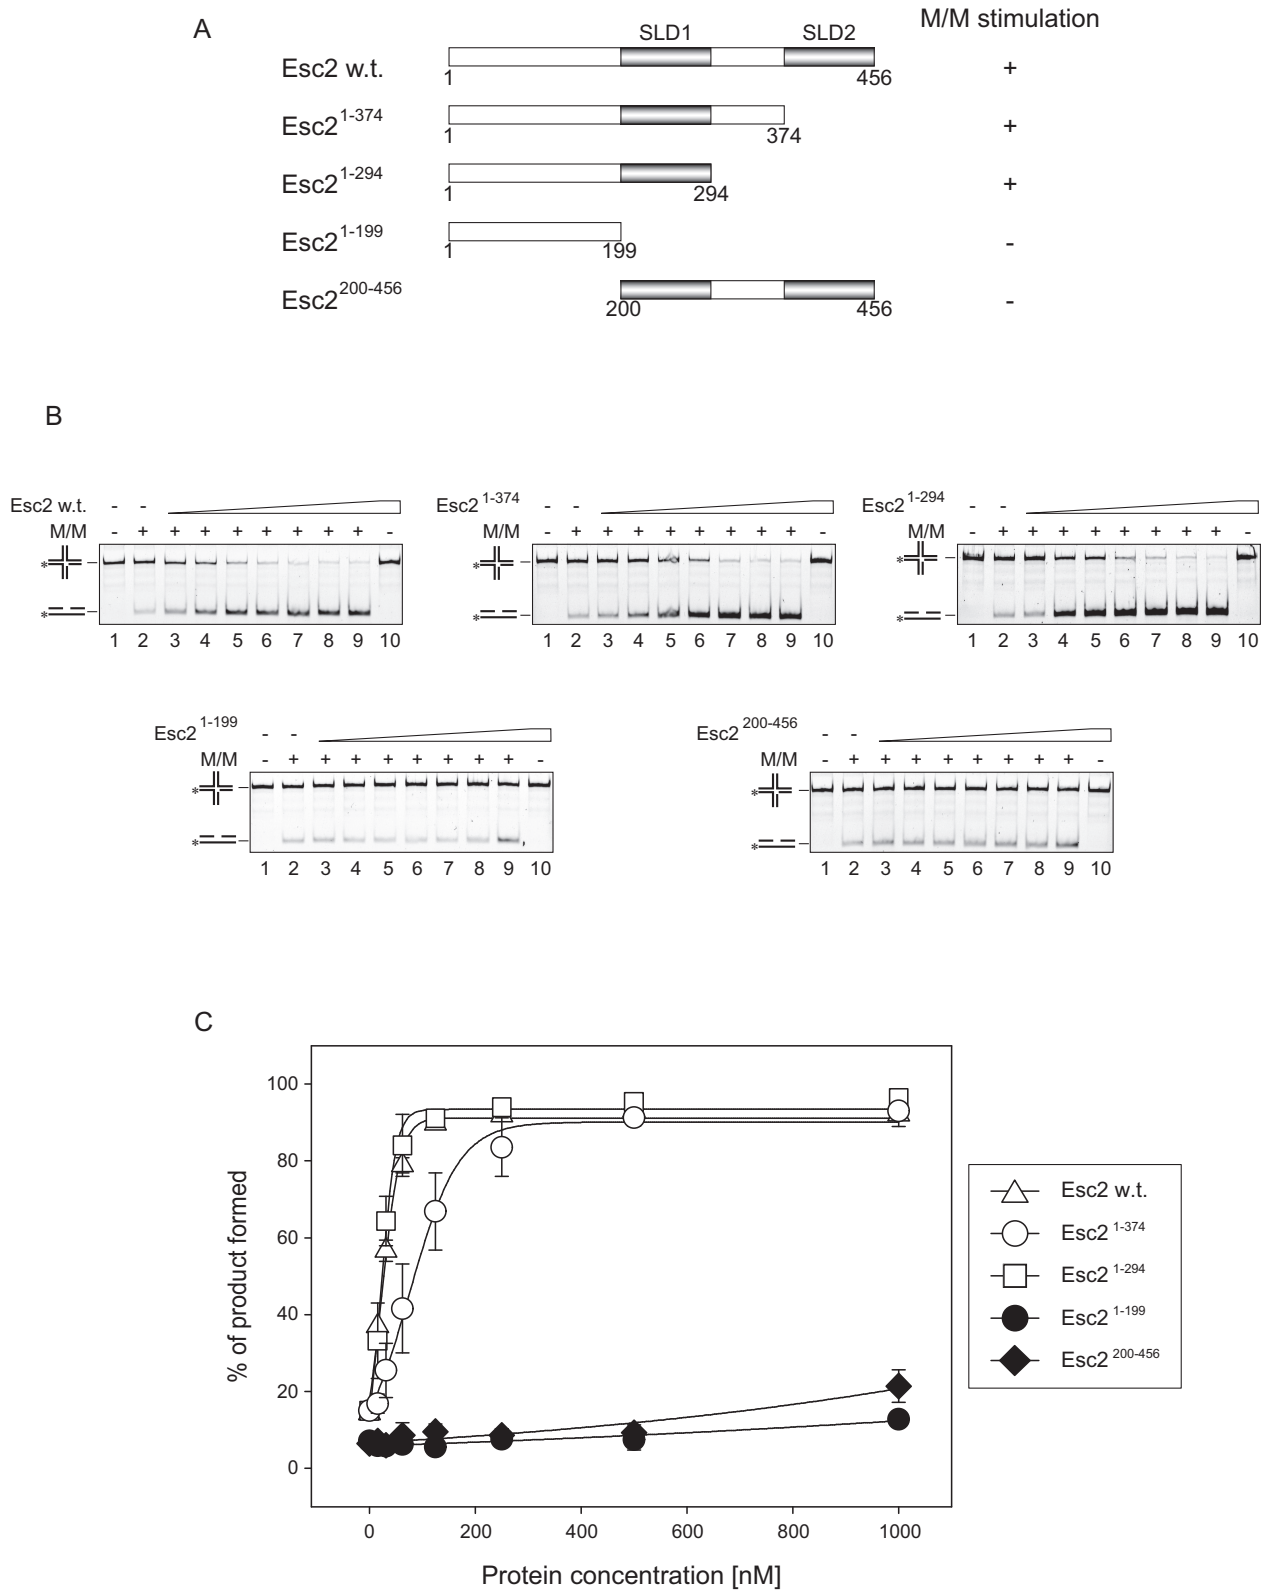 A
M/M stimulation
SLD1 SLD2
Esc2 w.t. +
1 456
Esc2 1-374 +
1 374
Esc2 1-294 +
1 294
Esc2 1-199 -
1 199
Esc2 200-456 -
200 456
B
Esc2 w.t. - -
M/M - + + + + + + + + -
*
*
1 2 3 4 5 6 7 8 9 10
Esc2 1-374 - -
M/M - + + + + + + + + -
*
*
1 2 3 4 5 6 7 8 9 10
Esc2 1-294 - -
M/M - + + + + + + + + -
*
*
1 2 3 4 5 6 7 8 9 10
Esc2 1-199 - -
M/M - + + + + + + + + -
*
*
1 2 3 4 5 6 7 8 9 10
Esc2 200-456 - -
M/M - + + + + + + + + -
*
*
1 2 3 4 5 6 7 8 9 10
C
% of product formed
100
80
60
40
20
0
0 200 400 600 800 1000
Protein concentration [nM]
Esc2 w.t.
Esc2 1-374
Esc2 1-294
Esc2 1-199
Esc2 200-456